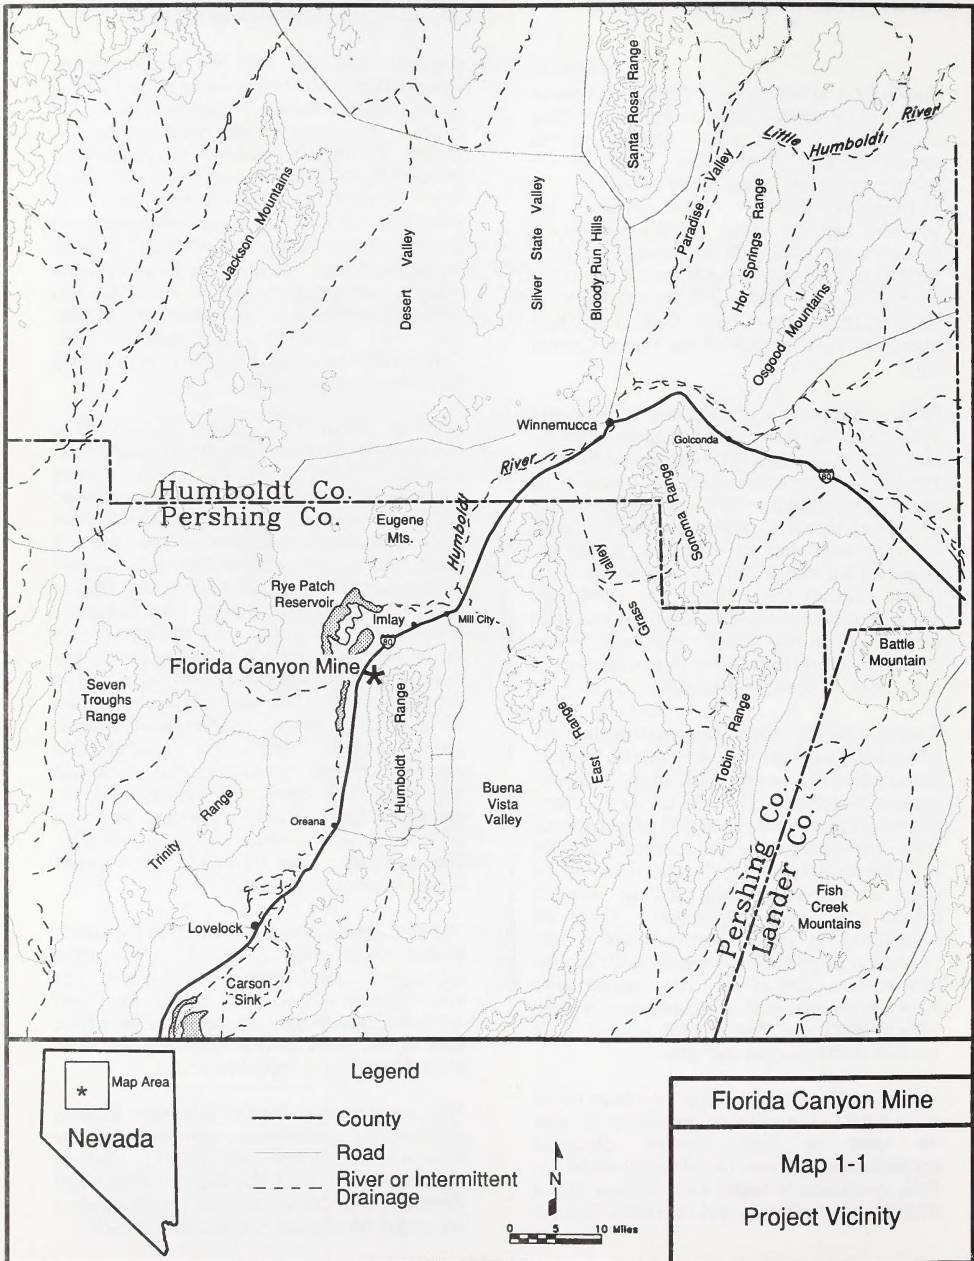 Santa Rosa Range
Little Humboldt River
Paradise Valley
Jackson Mountains
Desert Valley
Silver State Valley
Bloody Run Hills
Hot Springs Range
Osgood Mountains
Winnemucca
Golconda
River
80
Humboldt Co.
Pershing Co.
Eugene
Mts.
Humboldt
Sonoma Range
Valley
Grass
Rye Patch
Reservoir
Imlay
Mill City
80
Florida Canyon Mine
*
Battle
Mountain
Seven
Troughs
Range
Humboldt Range
East Range
Tobin Range
Buena
Vista
Valley
Trinity Range
Oreana
Pershing Co.
Lander Co.
Fish
Creek
Mountains
Lovelock
Carson
Sink
Map Area
*
Nevada
Legend
County
Road
River or Intermittent
Drainage
N
0 5 10 Miles
Florida Canyon Mine
Map 1-1
Project Vicinity